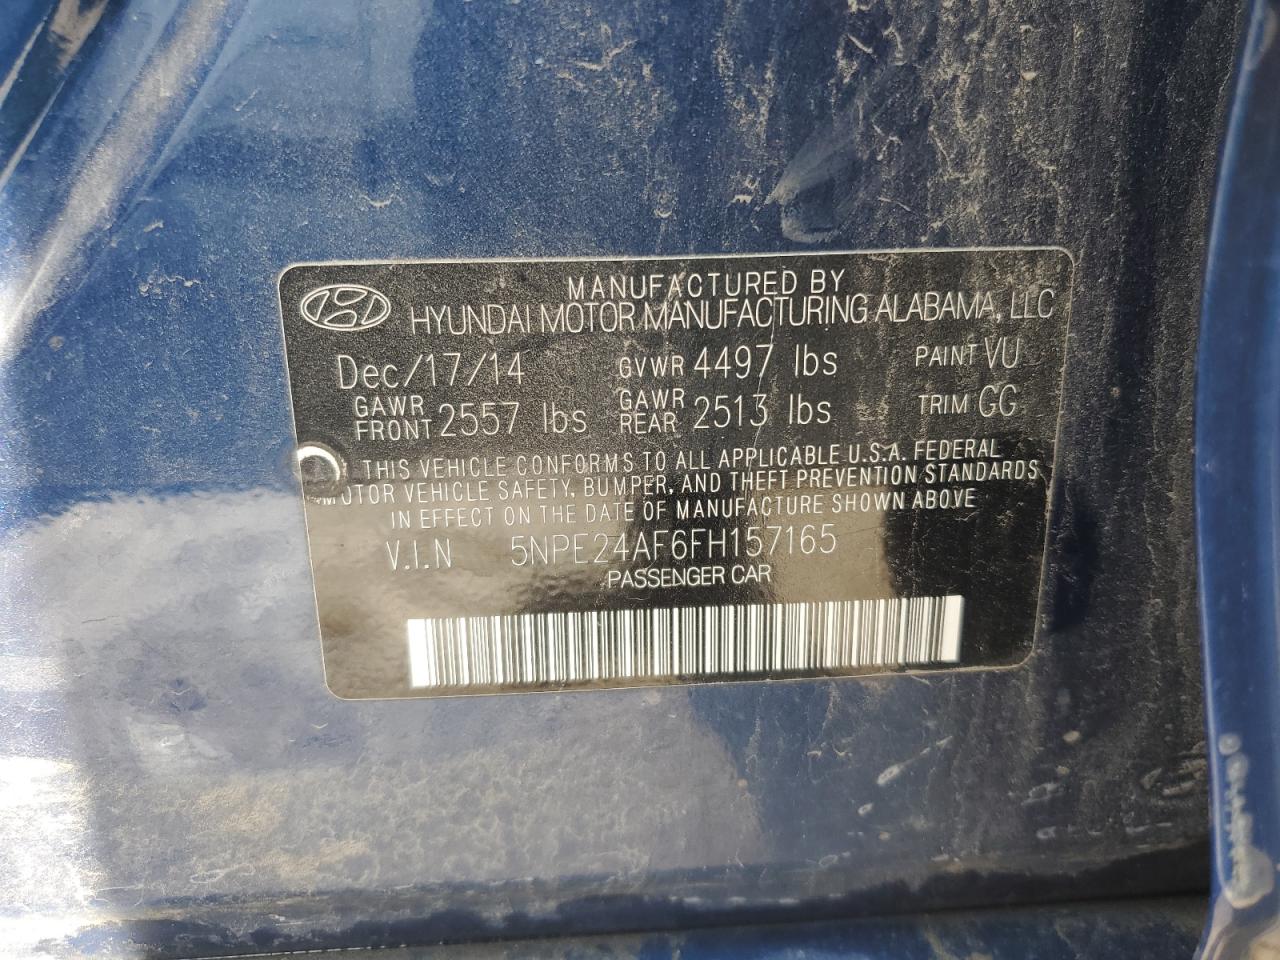 MANUFACTURED BY
HYUNDAI MOTOR MANUFACTURING ALABAMA, LLC
Dec/17/14 GVWR 4497 lbs PAINT VU
GAWR FRONT 2557 lbs GAWR REAR 2513 lbs TRIM GG
THIS VEHICLE CONFORMS TO ALL APPLICABLE U.S.A. FEDERAL
MOTOR VEHICLE SAFETY, BUMPER, AND THEFT PREVENTION STANDARDS
IN EFFECT ON THE DATE OF MANUFACTURE SHOWN ABOVE
V.I.N 5NPE24AF6FH157165
PASSENGER CAR